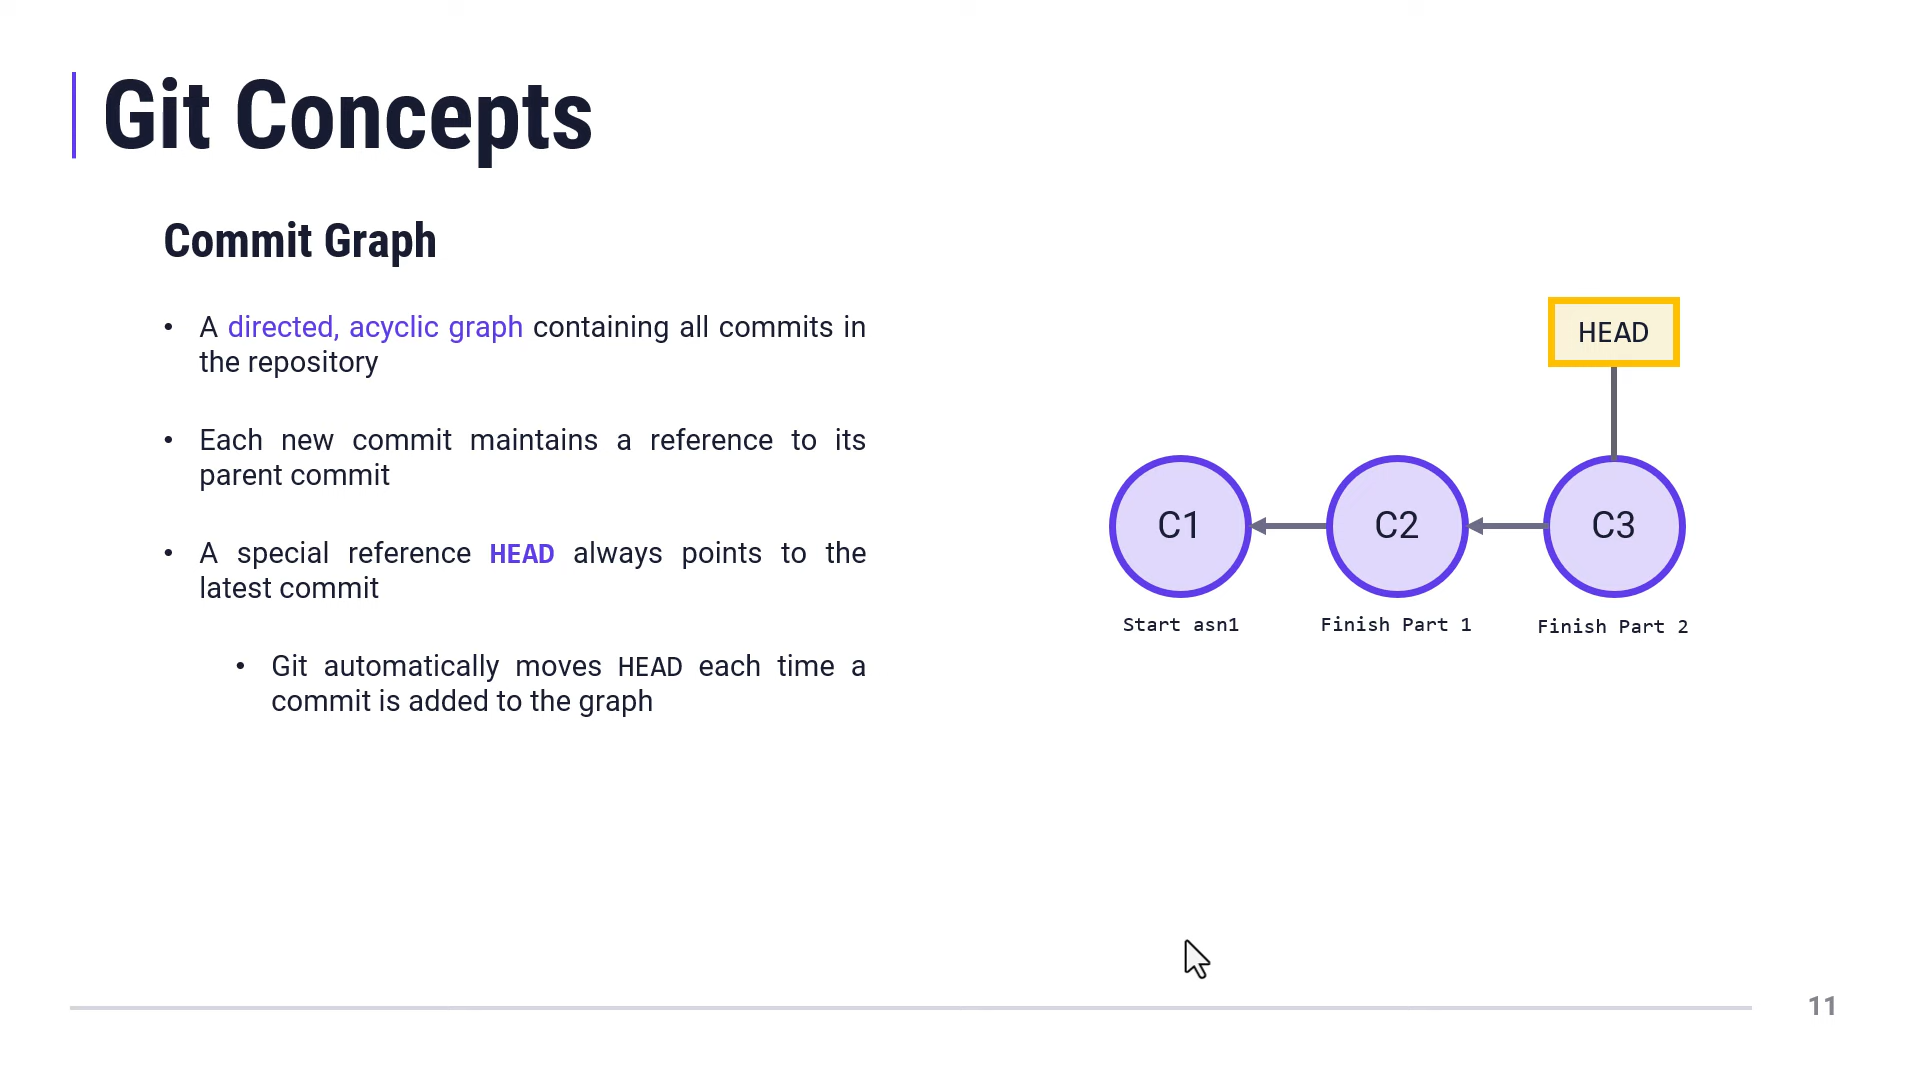 Git Concepts
Commit Graph
• A directed, acyclic graph containing all commits in
the repository
• Each new commit maintains a reference to its
parent commit
• A special reference HEAD always points to the
latest commit
• Git automatically moves HEAD each time a
commit is added to the graph
HEAD
C1
C2
C3
Start asn1
Finish Part 1
Finish Part 2
11